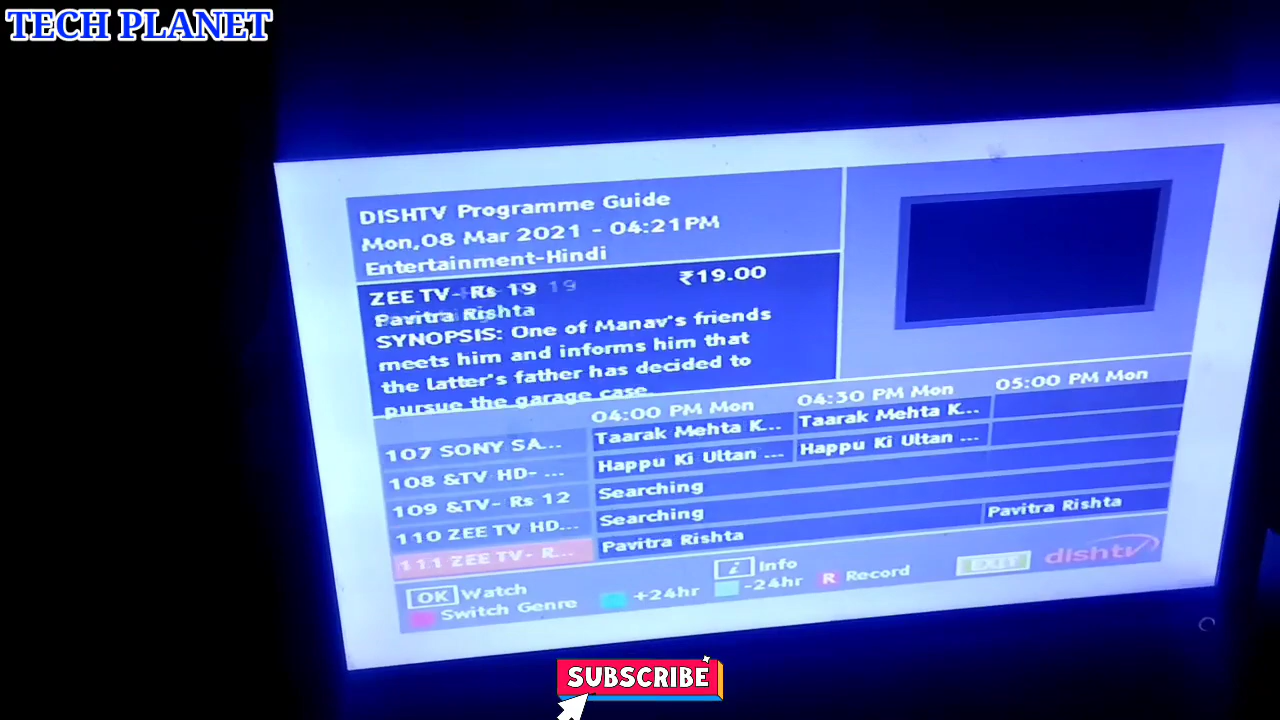 TECH PLANET
DISHTV Programme Guide
Mon,08 Mar 2021 - 04:21PM
Entertainment-Hindi
ZEE TV- Rs 19
₹19.00
Pavitra Rishta
SYNOPSIS: One of Manav's friends
meets him and informs him that
the latter's father has decided to
pursue the garage case.
04:00 PM Mon 04:30 PM Mon 05:00 PM Mon
107 SONY SA... Taarak Mehta K... Taarak Mehta K...
108 &TV HD- ... Happu Ki Ultan ... Happu Ki Ultan ...
109 &TV- Rs 12 Searching
110 ZEE TV HD... Searching
111 ZEE TV- R... Pavitra Rishta Pavitra Rishta
OK Watch i Info EXIT dishtv
Switch Genre +24hr -24hr R Record
SUBSCRIBE